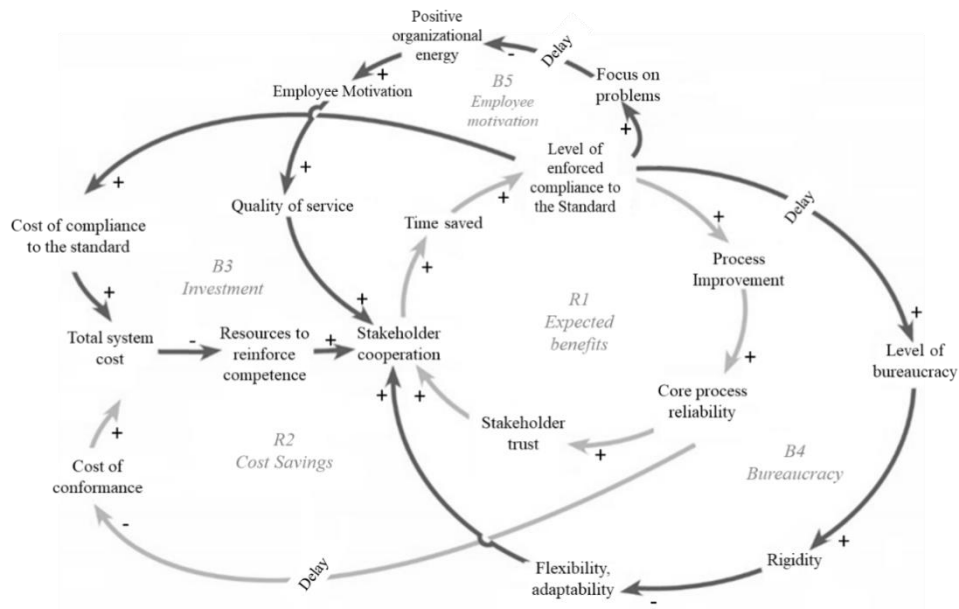 Positive
organizational
energy
-
Delay
+
Employee Motivation
B5
Employee
motivation
Focus on
problems
+
Level of
enforced
compliance to
the Standard
+
+
Quality of service
Time saved
+
+
Delay
Cost of compliance
to the standard
B3
Investment
+
Process
Improvement
+
+
R1
Expected
benefits
+
+
Total system
cost
-
Resources to
reinforce
competence
+
Stakeholder
cooperation
+
Level of
bureaucracy
+
+
Core process
reliability
Stakeholder
trust
+
+
R2
Cost Savings
B4
Bureaucracy
Cost of
conformance
-
Delay
+
Rigidity
Flexibility,
adaptability
-